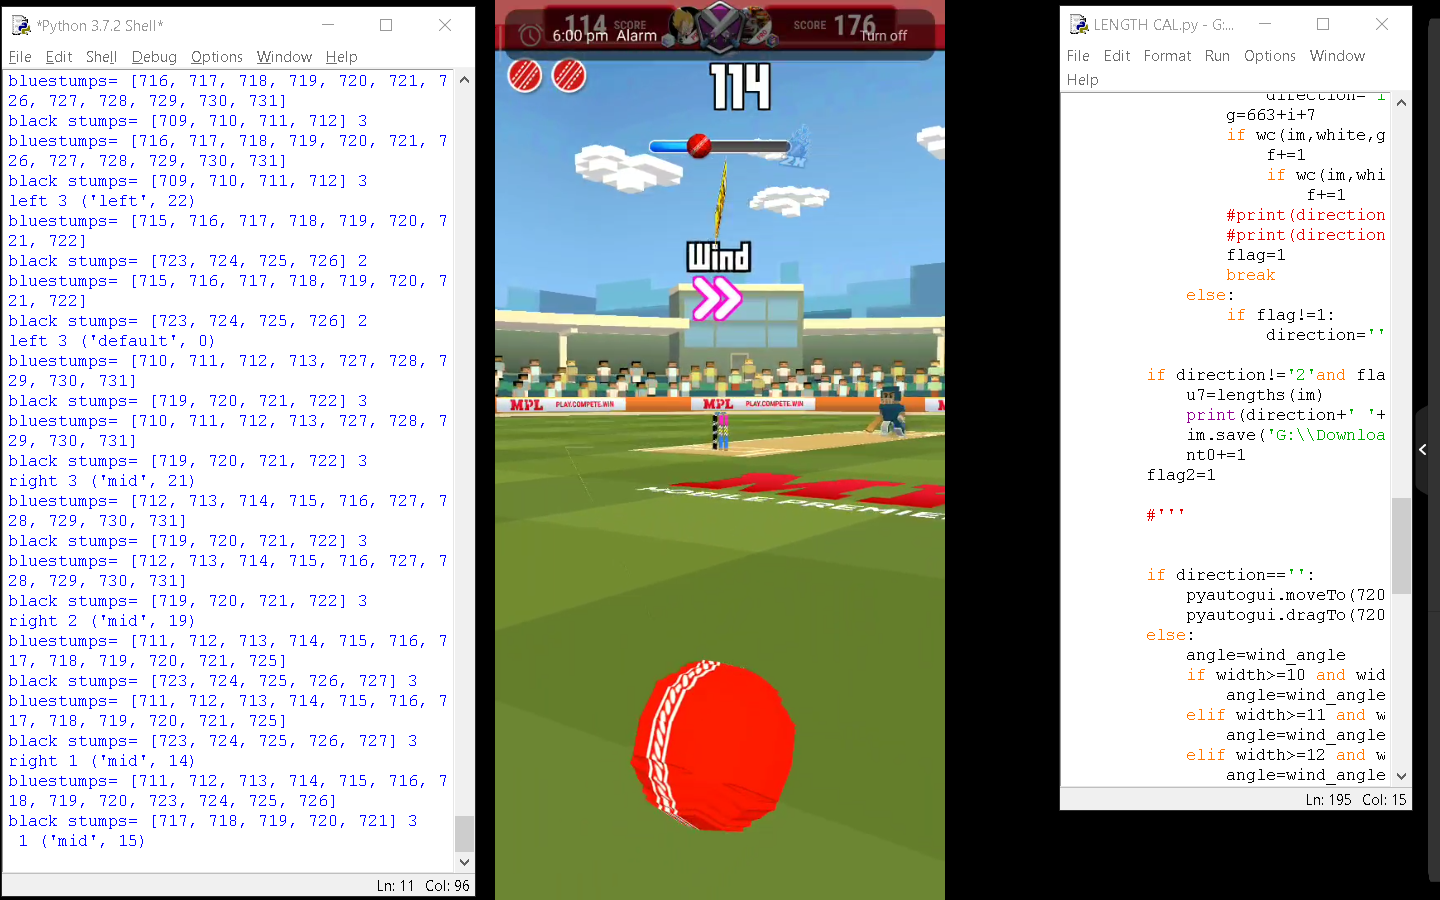 *Python 3.7.2 Shell*
File Edit Shell Debug Options Window Help
bluestumps= [716, 717, 718, 719, 720, 721, 7
26, 727, 728, 729, 730, 731]
black stumps= [709, 710, 711, 712] 3
bluestumps= [716, 717, 718, 719, 720, 721, 7
26, 727, 728, 729, 730, 731]
black stumps= [709, 710, 711, 712] 3
left 3 ('left', 22)
bluestumps= [715, 716, 717, 718, 719, 720, 7
21, 722]
black stumps= [723, 724, 725, 726] 2
bluestumps= [715, 716, 717, 718, 719, 720, 7
21, 722]
black stumps= [723, 724, 725, 726] 2
left 3 ('default', 0)
bluestumps= [710, 711, 712, 713, 727, 728, 7
29, 730, 731]
black stumps= [719, 720, 721, 722] 3
bluestumps= [710, 711, 712, 713, 727, 728, 7
29, 730, 731]
black stumps= [719, 720, 721, 722] 3
right 3 ('mid', 21)
bluestumps= [712, 713, 714, 715, 716, 727, 7
28, 729, 730, 731]
black stumps= [719, 720, 721, 722] 3
bluestumps= [712, 713, 714, 715, 716, 727, 7
28, 729, 730, 731]
black stumps= [719, 720, 721, 722] 3
right 2 ('mid', 19)
bluestumps= [711, 712, 713, 714, 715, 716, 7
17, 718, 719, 720, 721, 725]
black stumps= [723, 724, 725, 726, 727] 3
bluestumps= [711, 712, 713, 714, 715, 716, 7
17, 718, 719, 720, 721, 725]
black stumps= [723, 724, 725, 726, 727] 3
right 1 ('mid', 14)
bluestumps= [711, 712, 713, 714, 715, 716, 7
18, 719, 720, 723, 724, 725, 726]
black stumps= [717, 718, 719, 720, 721] 3
1 ('mid', 15)
Ln: 11 Col: 96
114 SCORE SCORE 176
6:00 pm Alarm Turn off
114
2N
Wind
MPL PLAY.COMPETE.WIN MPL PLAY.COMPETE.WIN
MOBILE PREMIE
LENGTH CAL.py - G:...
File Edit Format Run Options Window
Help
direction='
g=663+i+7
if wc(im,white,g
f+=1
if wc(im,whi
f+=1
#print(direction
#print(direction
flag=1
break
else:
if flag!=1:
direction=''
if direction!='2'and fla
u7=lengths(im)
print(direction+' '+
im.save('G:\\Downloa
nt0+=1
flag2=1
#'''
if direction=='':
pyautogui.moveTo(720
pyautogui.dragTo(720
else:
angle=wind_angle
if width>=10 and wid
angle=wind_angle
elif width>=11 and w
angle=wind_angle
elif width>=12 and w
angle=wind_angle
Ln: 195 Col: 15